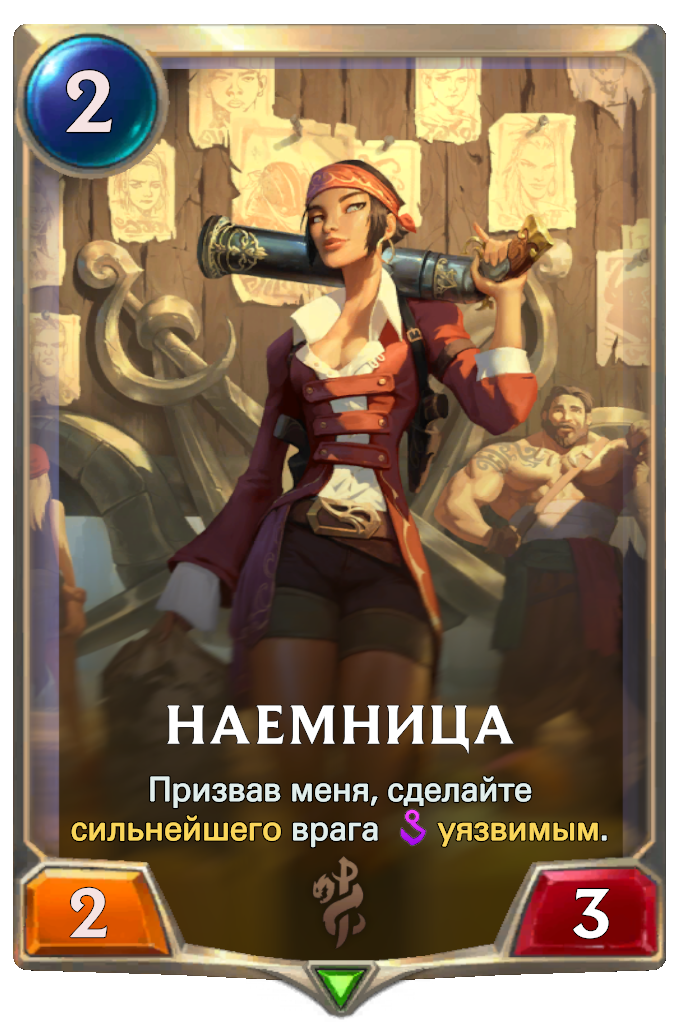 2
НАЕМНИЦА
Призвав меня, сделайте
сильнейшего врага уязвимым.
2
3